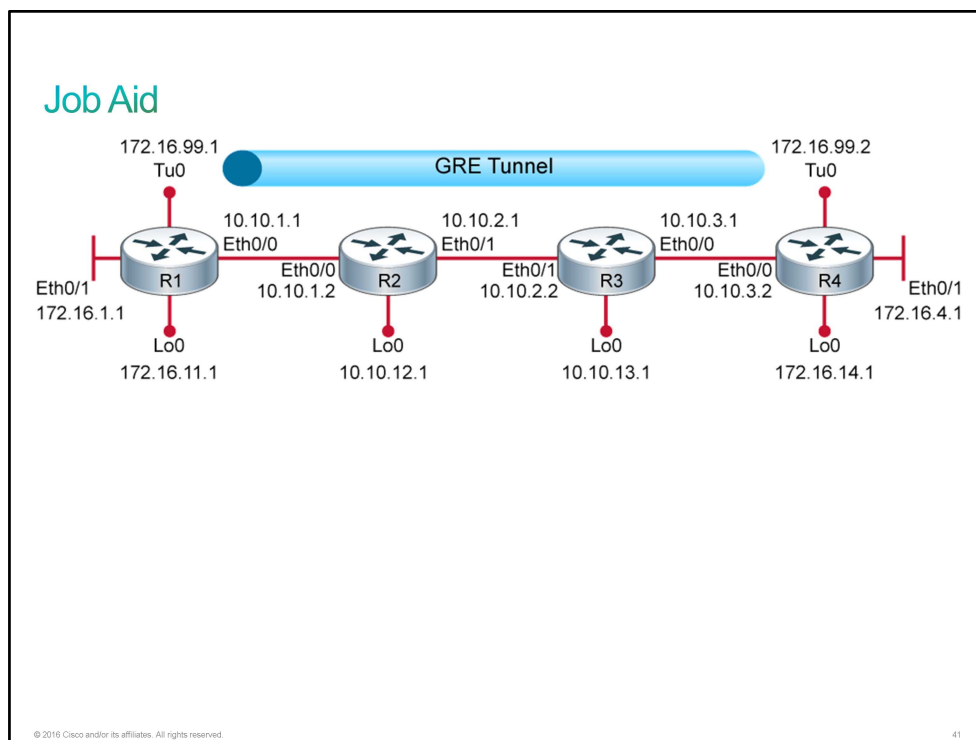 Job Aid
172.16.99.1
Tu0
GRE Tunnel
172.16.99.2
Tu0
10.10.1.1
Eth0/0
10.10.2.1
Eth0/1
10.10.3.1
Eth0/0
Eth0/1
172.16.1.1
R1
Eth0/0
10.10.1.2
R2
Eth0/1
10.10.2.2
R3
Eth0/0
10.10.3.2
R4
Eth0/1
172.16.4.1
Lo0
172.16.11.1
Lo0
10.10.12.1
Lo0
10.10.13.1
Lo0
172.16.14.1
© 2016 Cisco and/or its affiliates. All rights reserved.
41